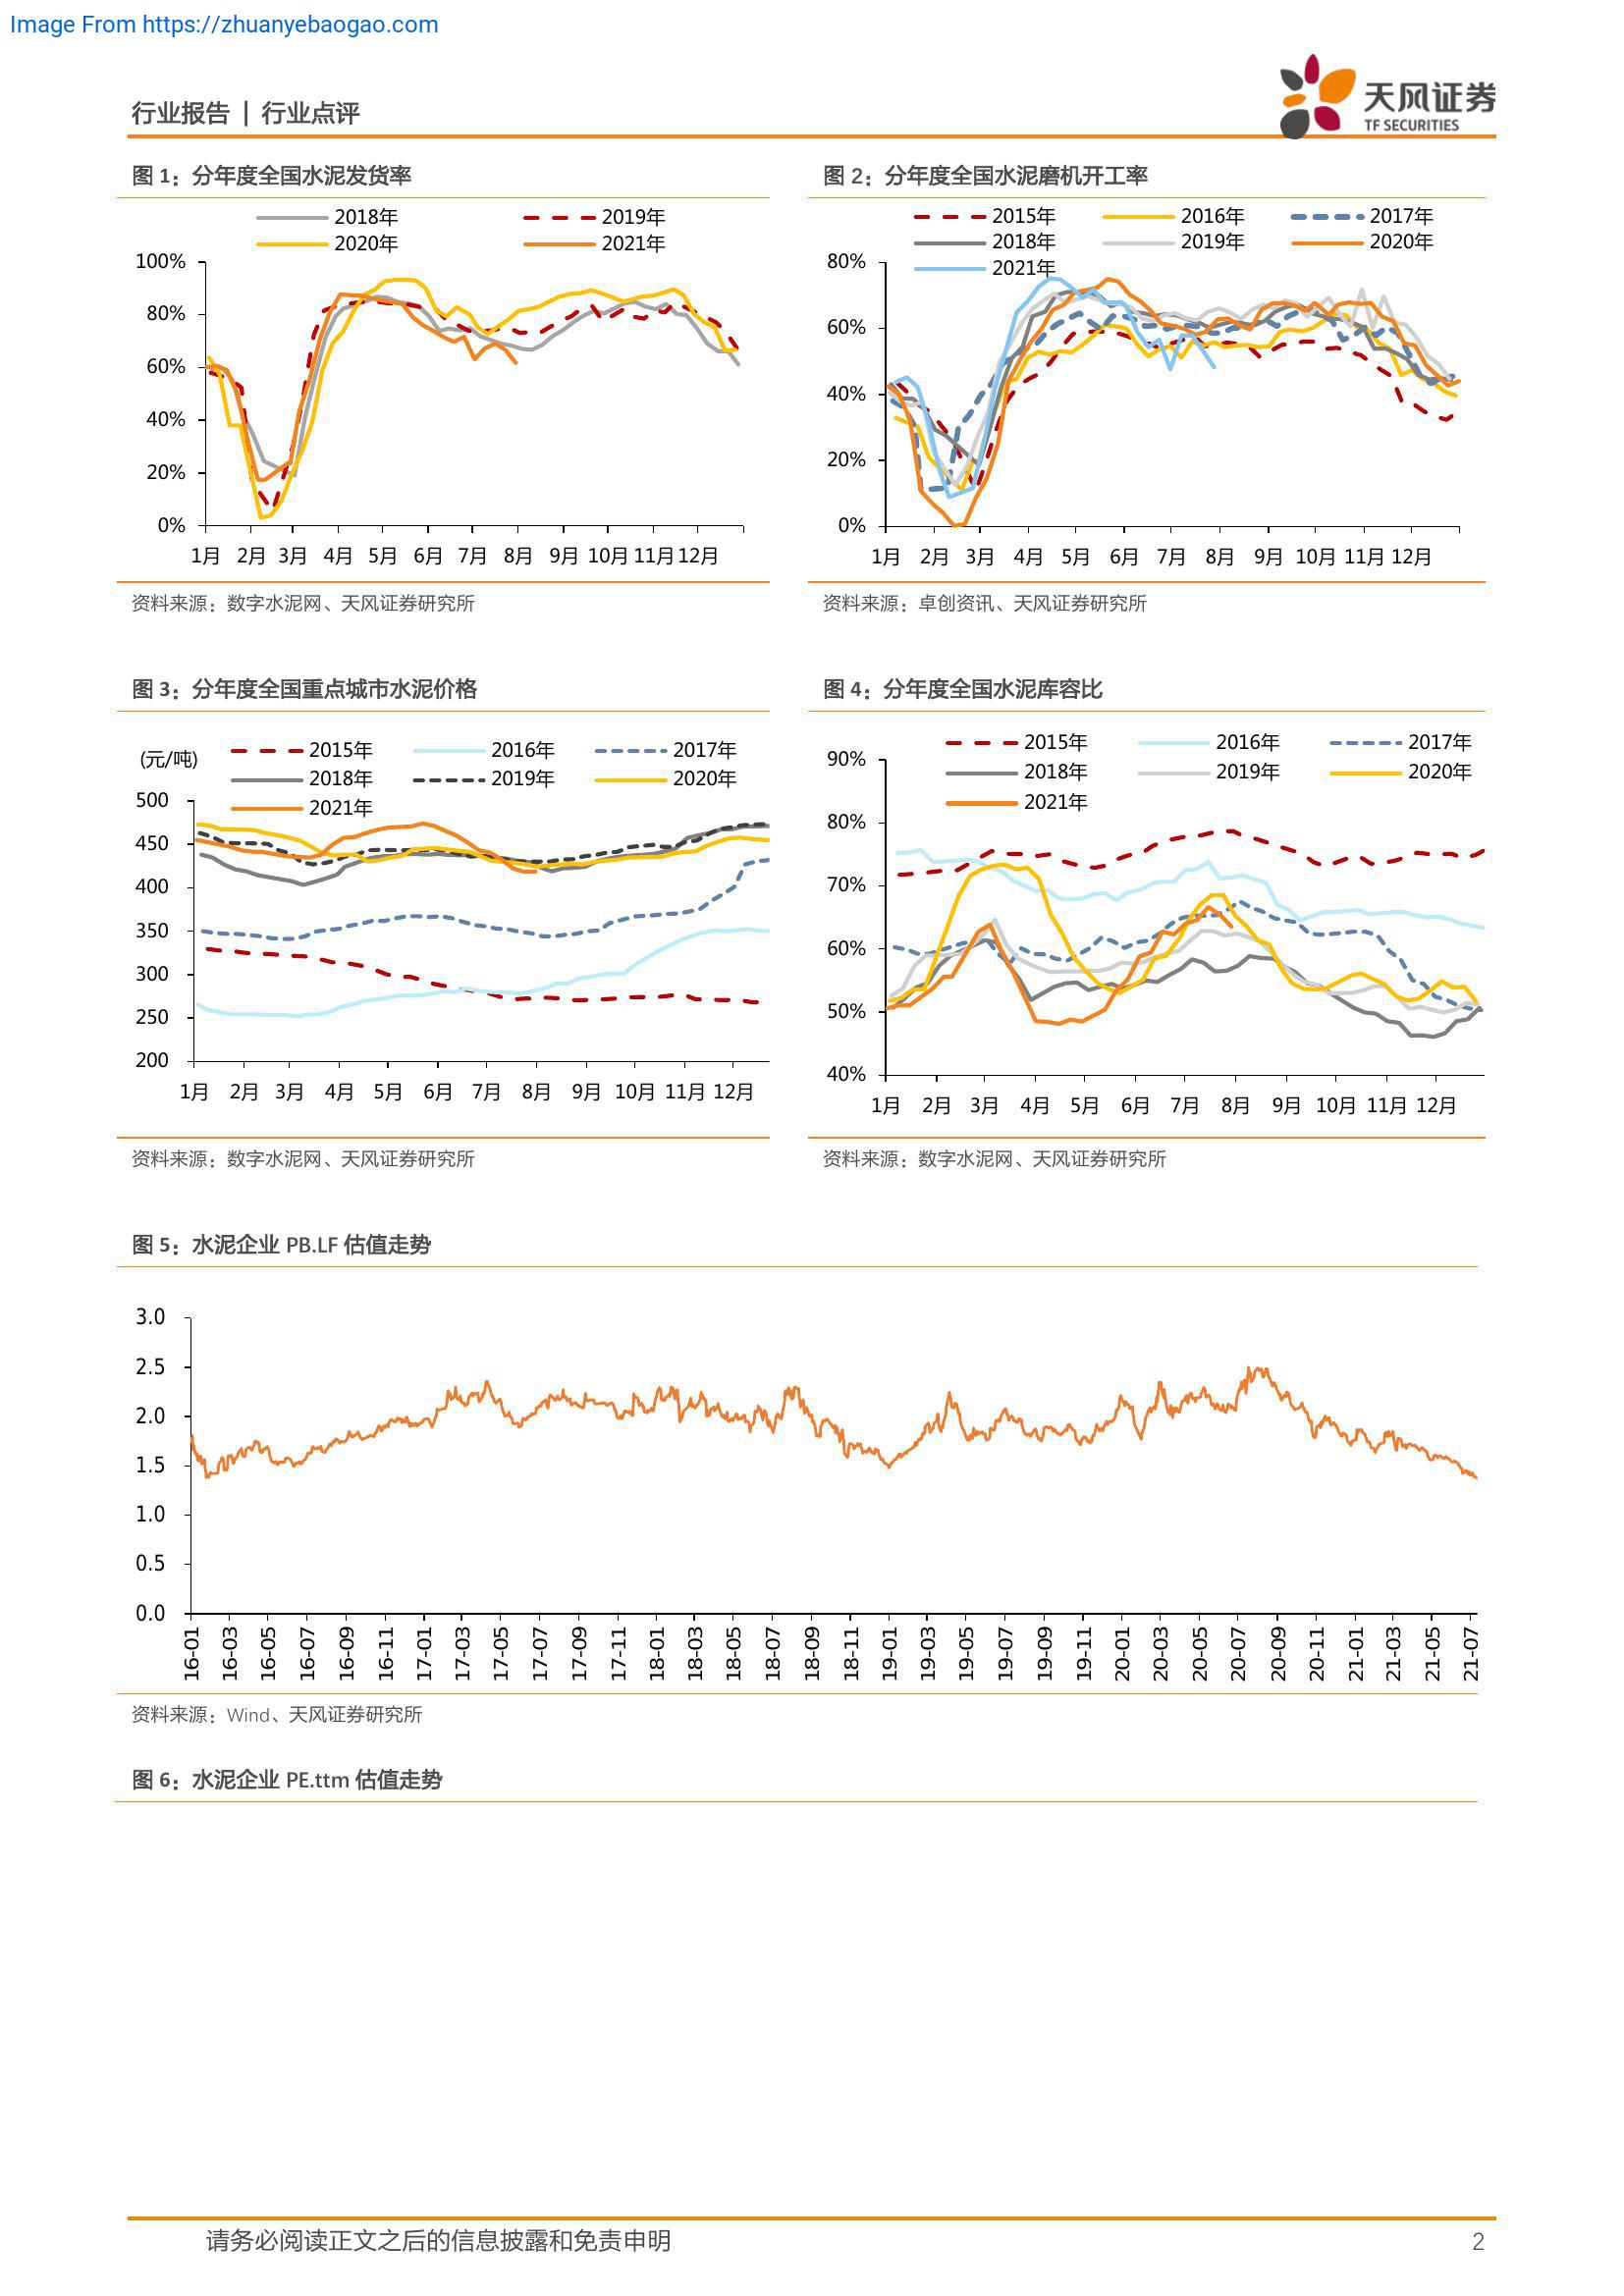 Image From https://zhuanyebaogao.com
行业报告 | 行业点评
天风证券
TF SECURITIES
图 1：分年度全国水泥发货率
2018年 2019年
2020年 2021年
100%
80%
60%
40%
20%
0%
1月 2月 3月 4月 5月 6月 7月 8月 9月 10月 11月 12月
资料来源：数字水泥网、天风证券研究所
图 2：分年度全国水泥磨机开工率
2015年 2016年 2017年
2018年 2019年 2020年
2021年
80%
60%
40%
20%
0%
1月 2月 3月 4月 5月 6月 7月 8月 9月 10月 11月 12月
资料来源：卓创资讯、天风证券研究所
图 3：分年度全国重点城市水泥价格
(元/吨)
2015年 2016年 2017年
2018年 2019年 2020年
2021年
500
450
400
350
300
250
200
1月 2月 3月 4月 5月 6月 7月 8月 9月 10月 11月 12月
资料来源：数字水泥网、天风证券研究所
图 4：分年度全国水泥库容比
2015年 2016年 2017年
2018年 2019年 2020年
2021年
90%
80%
70%
60%
50%
40%
1月 2月 3月 4月 5月 6月 7月 8月 9月 10月 11月 12月
资料来源：数字水泥网、天风证券研究所
图 5：水泥企业 PB.LF 估值走势
3.0
2.5
2.0
1.5
1.0
0.5
0.0
16-01 16-03 16-05 16-07 16-09 16-11 17-01 17-03 17-05 17-07 17-09 17-11 18-01 18-03 18-05 18-07 18-09 18-11 19-01 19-03 19-05 19-07 19-09 19-11 20-01 20-03 20-05 20-07 20-09 20-11 21-01 21-03 21-05 21-07
资料来源：Wind、天风证券研究所
图 6：水泥企业 PE.ttm 估值走势
请务必阅读正文之后的信息披露和免责申明
2